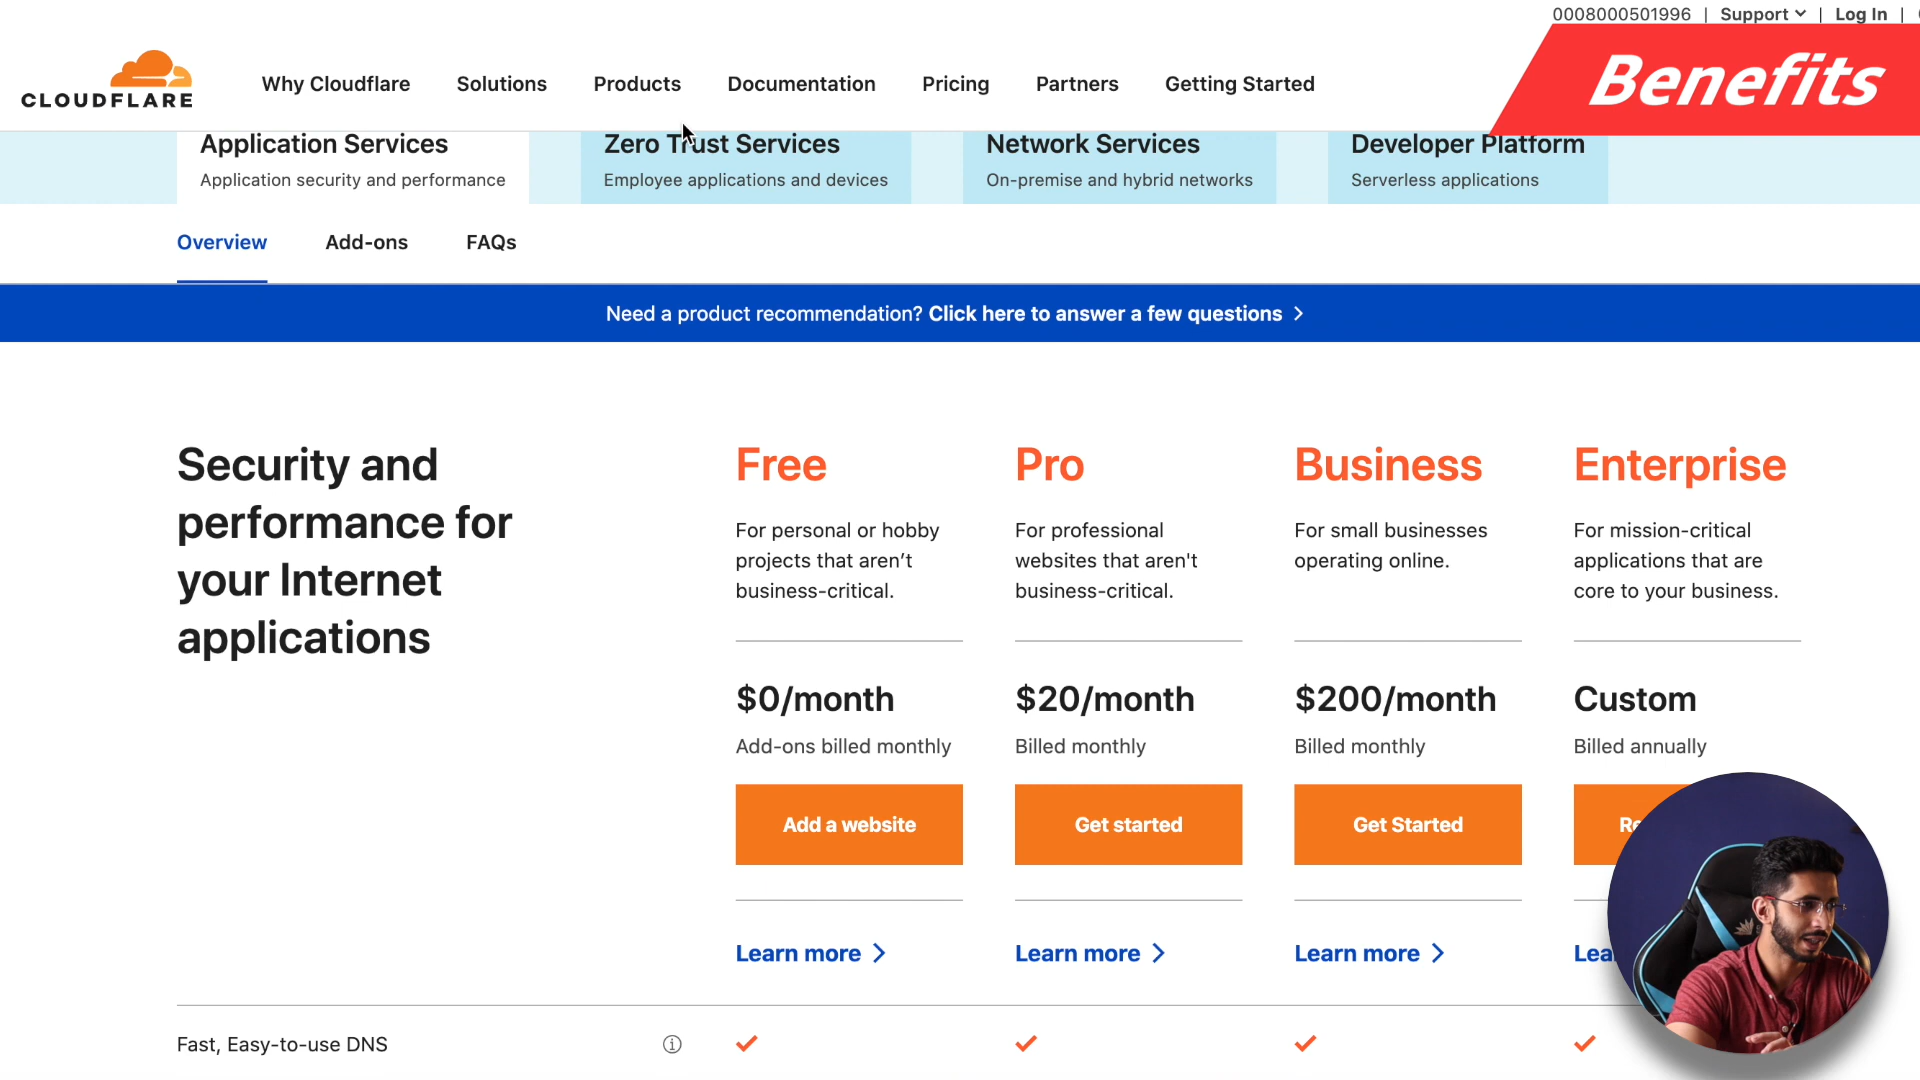 0008000501996 | Support | Log In |
CLOUDFLARE
Why Cloudflare Solutions Products Documentation Pricing Partners Getting Started
Benefits
Application Services
Application security and performance
Zero Trust Services
Employee applications and devices
Network Services
On-premise and hybrid networks
Developer Platform
Serverless applications
Overview Add-ons FAQs
Need a product recommendation? Click here to answer a few questions >
Security and
performance for
your Internet
applications
Free
For personal or hobby
projects that aren’t
business-critical.
$0/month
Add-ons billed monthly
Add a website
Learn more >
Pro
For professional
websites that aren't
business-critical.
$20/month
Billed monthly
Get started
Learn more >
Business
For small businesses
operating online.
$200/month
Billed monthly
Get Started
Learn more >
Enterprise
For mission-critical
applications that are
core to your business.
Custom
Billed annually
Fast, Easy-to-use DNS